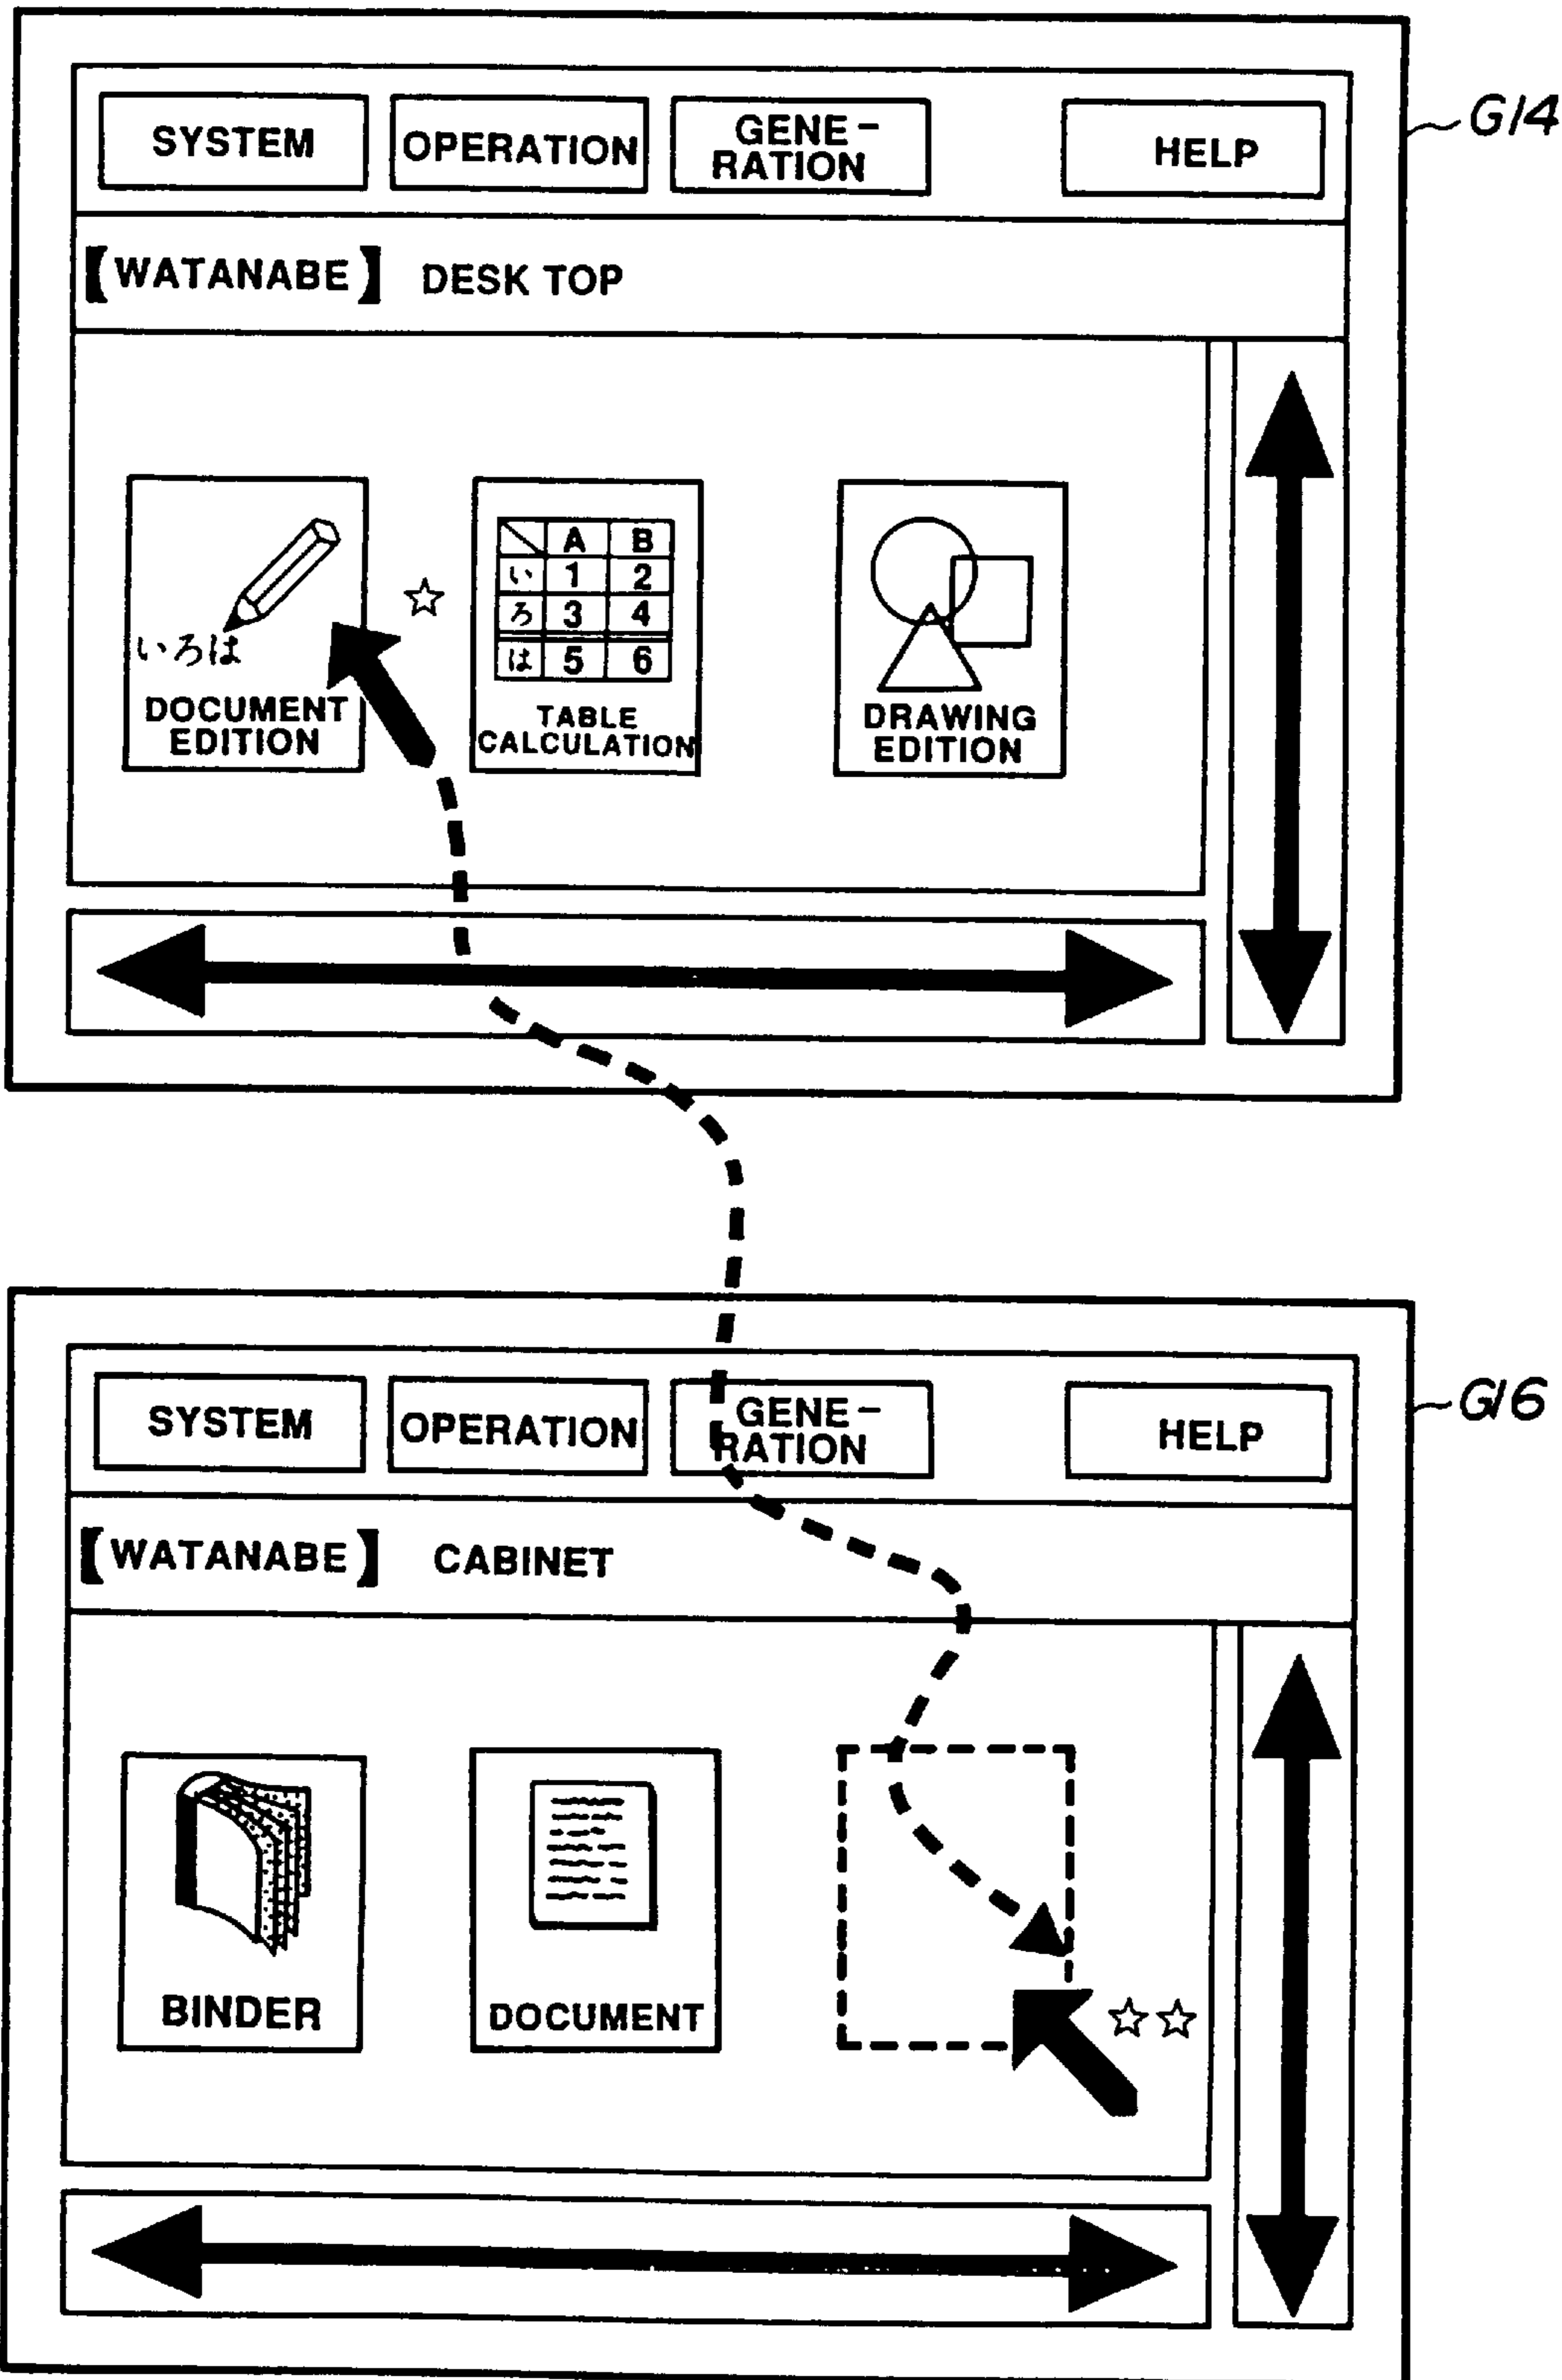 G14
SYSTEM
OPERATION
GENE-
RATION
HELP
【WATANABE】 DESK TOP
いろは
DOCUMENT
EDITION
☆
A B
い 1 2
ろ 3 4
は 5 6
TABLE
CALCULATION
DRAWING
EDITION
G16
SYSTEM
OPERATION
GENE-
RATION
HELP
【WATANABE】 CABINET
BINDER
DOCUMENT
☆☆